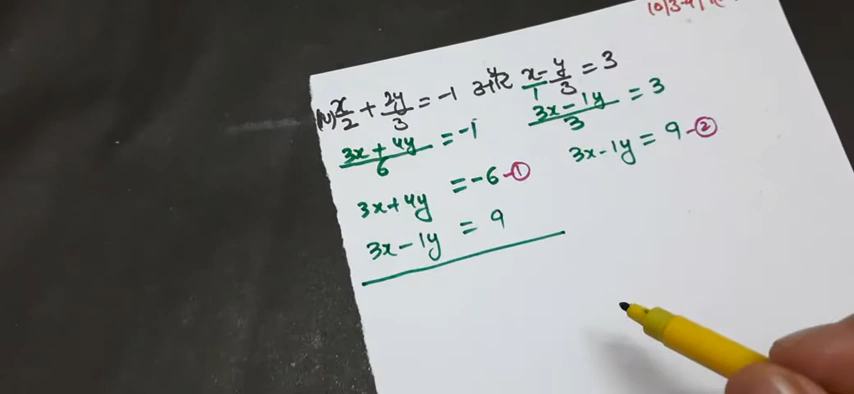 (iv) x/2 + 2y/3 = -1 और x/1 - y/3 = 3
(3x + 4y)/6 = -1
(3x - 1y)/3 = 3
3x + 4y = -6 - ①
3x - 1y = 9 - ②
3x - 1y = 9